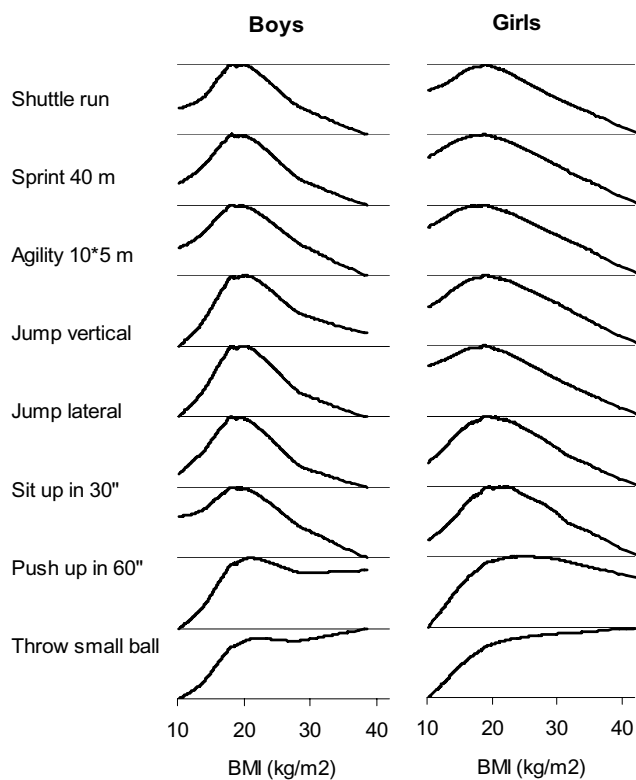 Boys Girls
Shuttle run
Sprint 40 m
Agility 10*5 m
Jump vertical
Jump lateral
Sit up in 30"
Push up in 60"
Throw small ball
10 20 30 40 10 20 30 40
BMI (kg/m2) BMI (kg/m2)